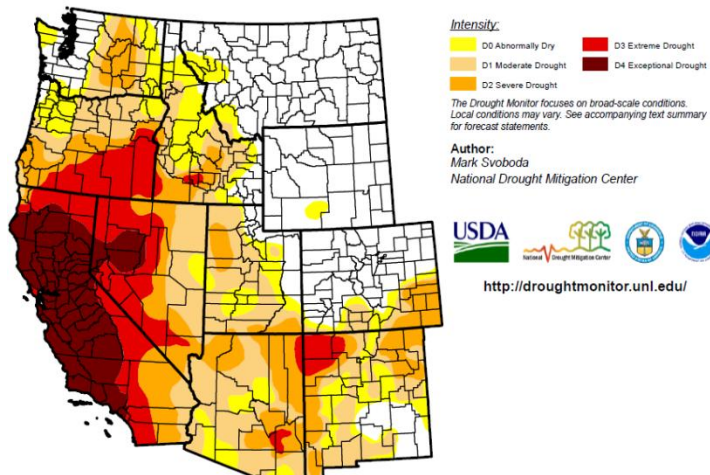 Intensity:
D0 Abnormally Dry
D1 Moderate Drought
D2 Severe Drought
D3 Extreme Drought
D4 Exceptional Drought
The Drought Monitor focuses on broad-scale conditions.
Local conditions may vary. See accompanying text summary
for forecast statements.
Author:
Mark Svoboda
National Drought Mitigation Center
USDA
National Drought Mitigation Center
http://droughtmonitor.unl.edu/